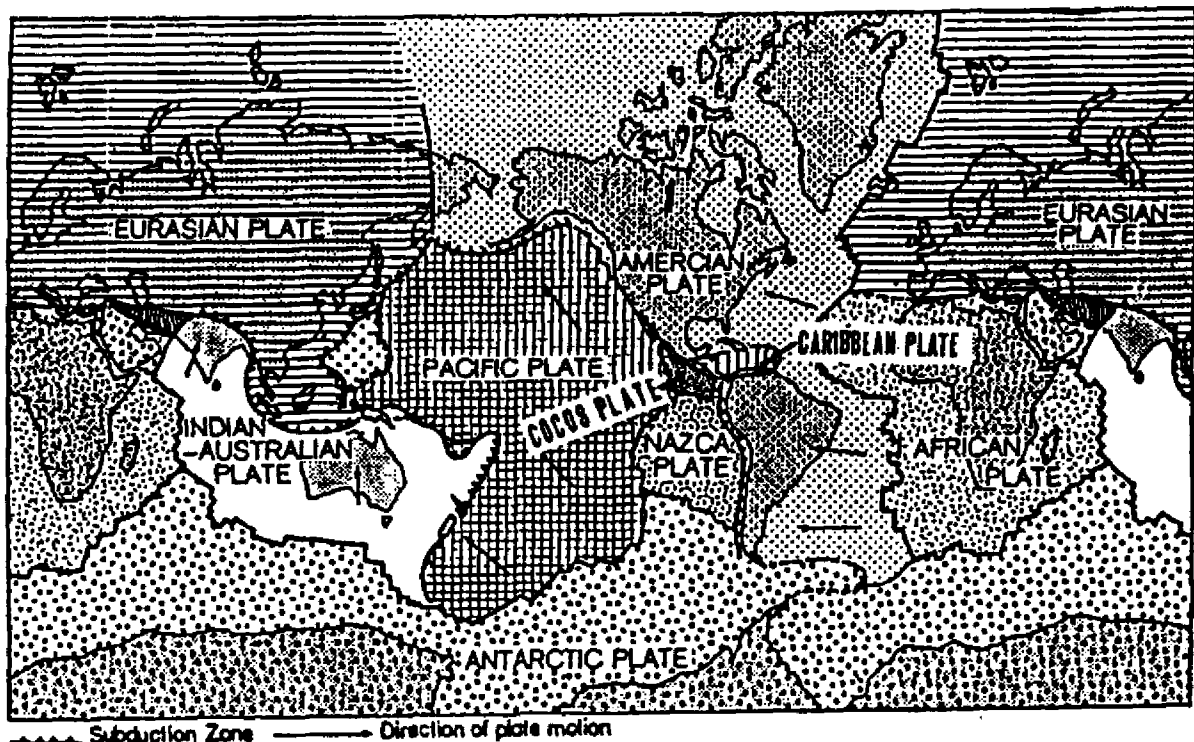 EURASIAN PLATE
EURASIAN
PLATE
AMERCIAN
PLATE
CARIBBEAN PLATE
PACIFIC PLATE
COCOS PLATE
INDIAN
-AUSTRALIAN
PLATE
NAZCA
PLATE
AFRICAN
PLATE
ANTARCTIC PLATE
Subduction Zone
Direction of plate motion